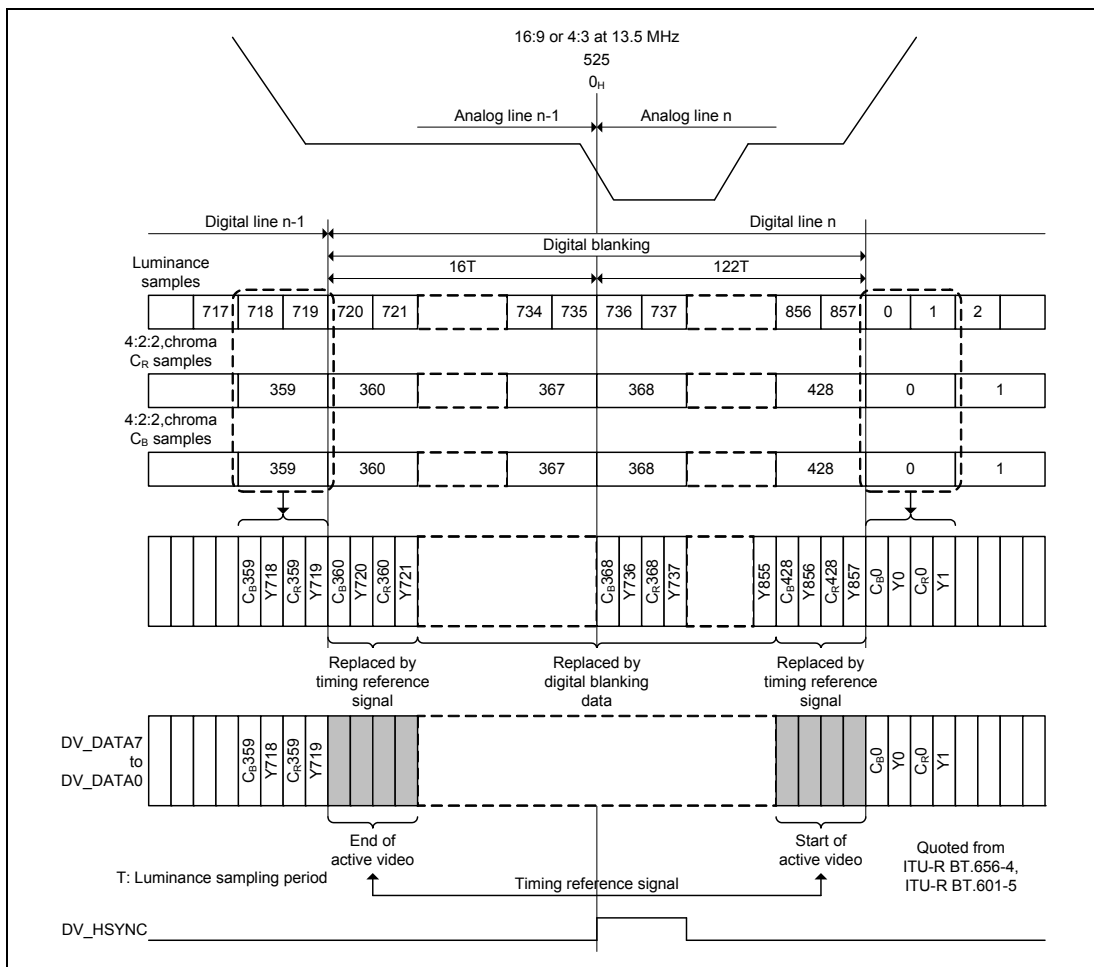 16:9 or 4:3 at 13.5 MHz
525
0H
Analog line n-1 Analog line n
Digital line n-1 Digital line n
Digital blanking
16T 122T
Luminance
samples
717 718 719 720 721 734 735 736 737 856 857 0 1 2
4:2:2,chroma
CR samples
359 360 367 368 428 0 1
4:2:2,chroma
CB samples
359 360 367 368 428 0 1
CB359 Y718 CR359 Y719 CB360 Y720 CR360 Y721 CB368 Y736 CR368 Y737 Y855 CB428 Y856 CR428 Y857 CB0 Y0 CR0 Y1
Replaced by
timing reference
signal
Replaced by
digital blanking
data
Replaced by
timing reference
signal
DV_DATA7
to
DV_DATA0
CB359 Y718 CR359 Y719 CB0 Y0 CR0 Y1
End of
active video
Start of
active video
Quoted from
ITU-R BT.656-4,
ITU-R BT.601-5
T: Luminance sampling period
Timing reference signal
DV_HSYNC